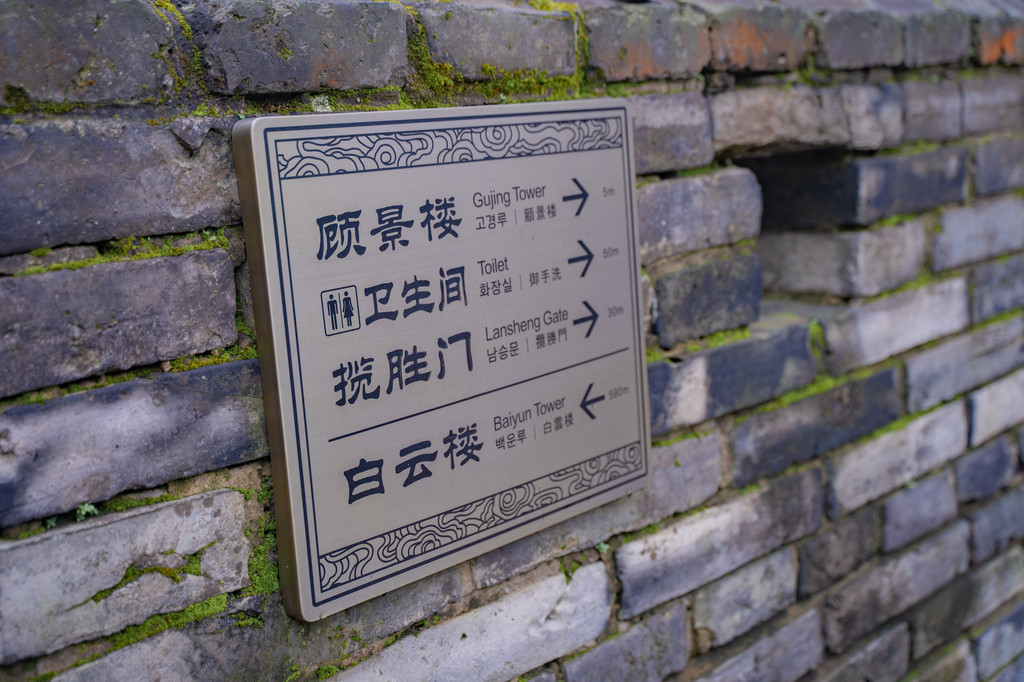 顾景楼 Gujing Tower → 5m
고경루 | 顧景楼
卫生间 Toilet → 50m
화장실 | 御手洗
揽胜门 Lansheng Gate → 30m
남승문 | 攬勝門
白云楼 Baiyun Tower ← 590m
백운루 | 白雲楼